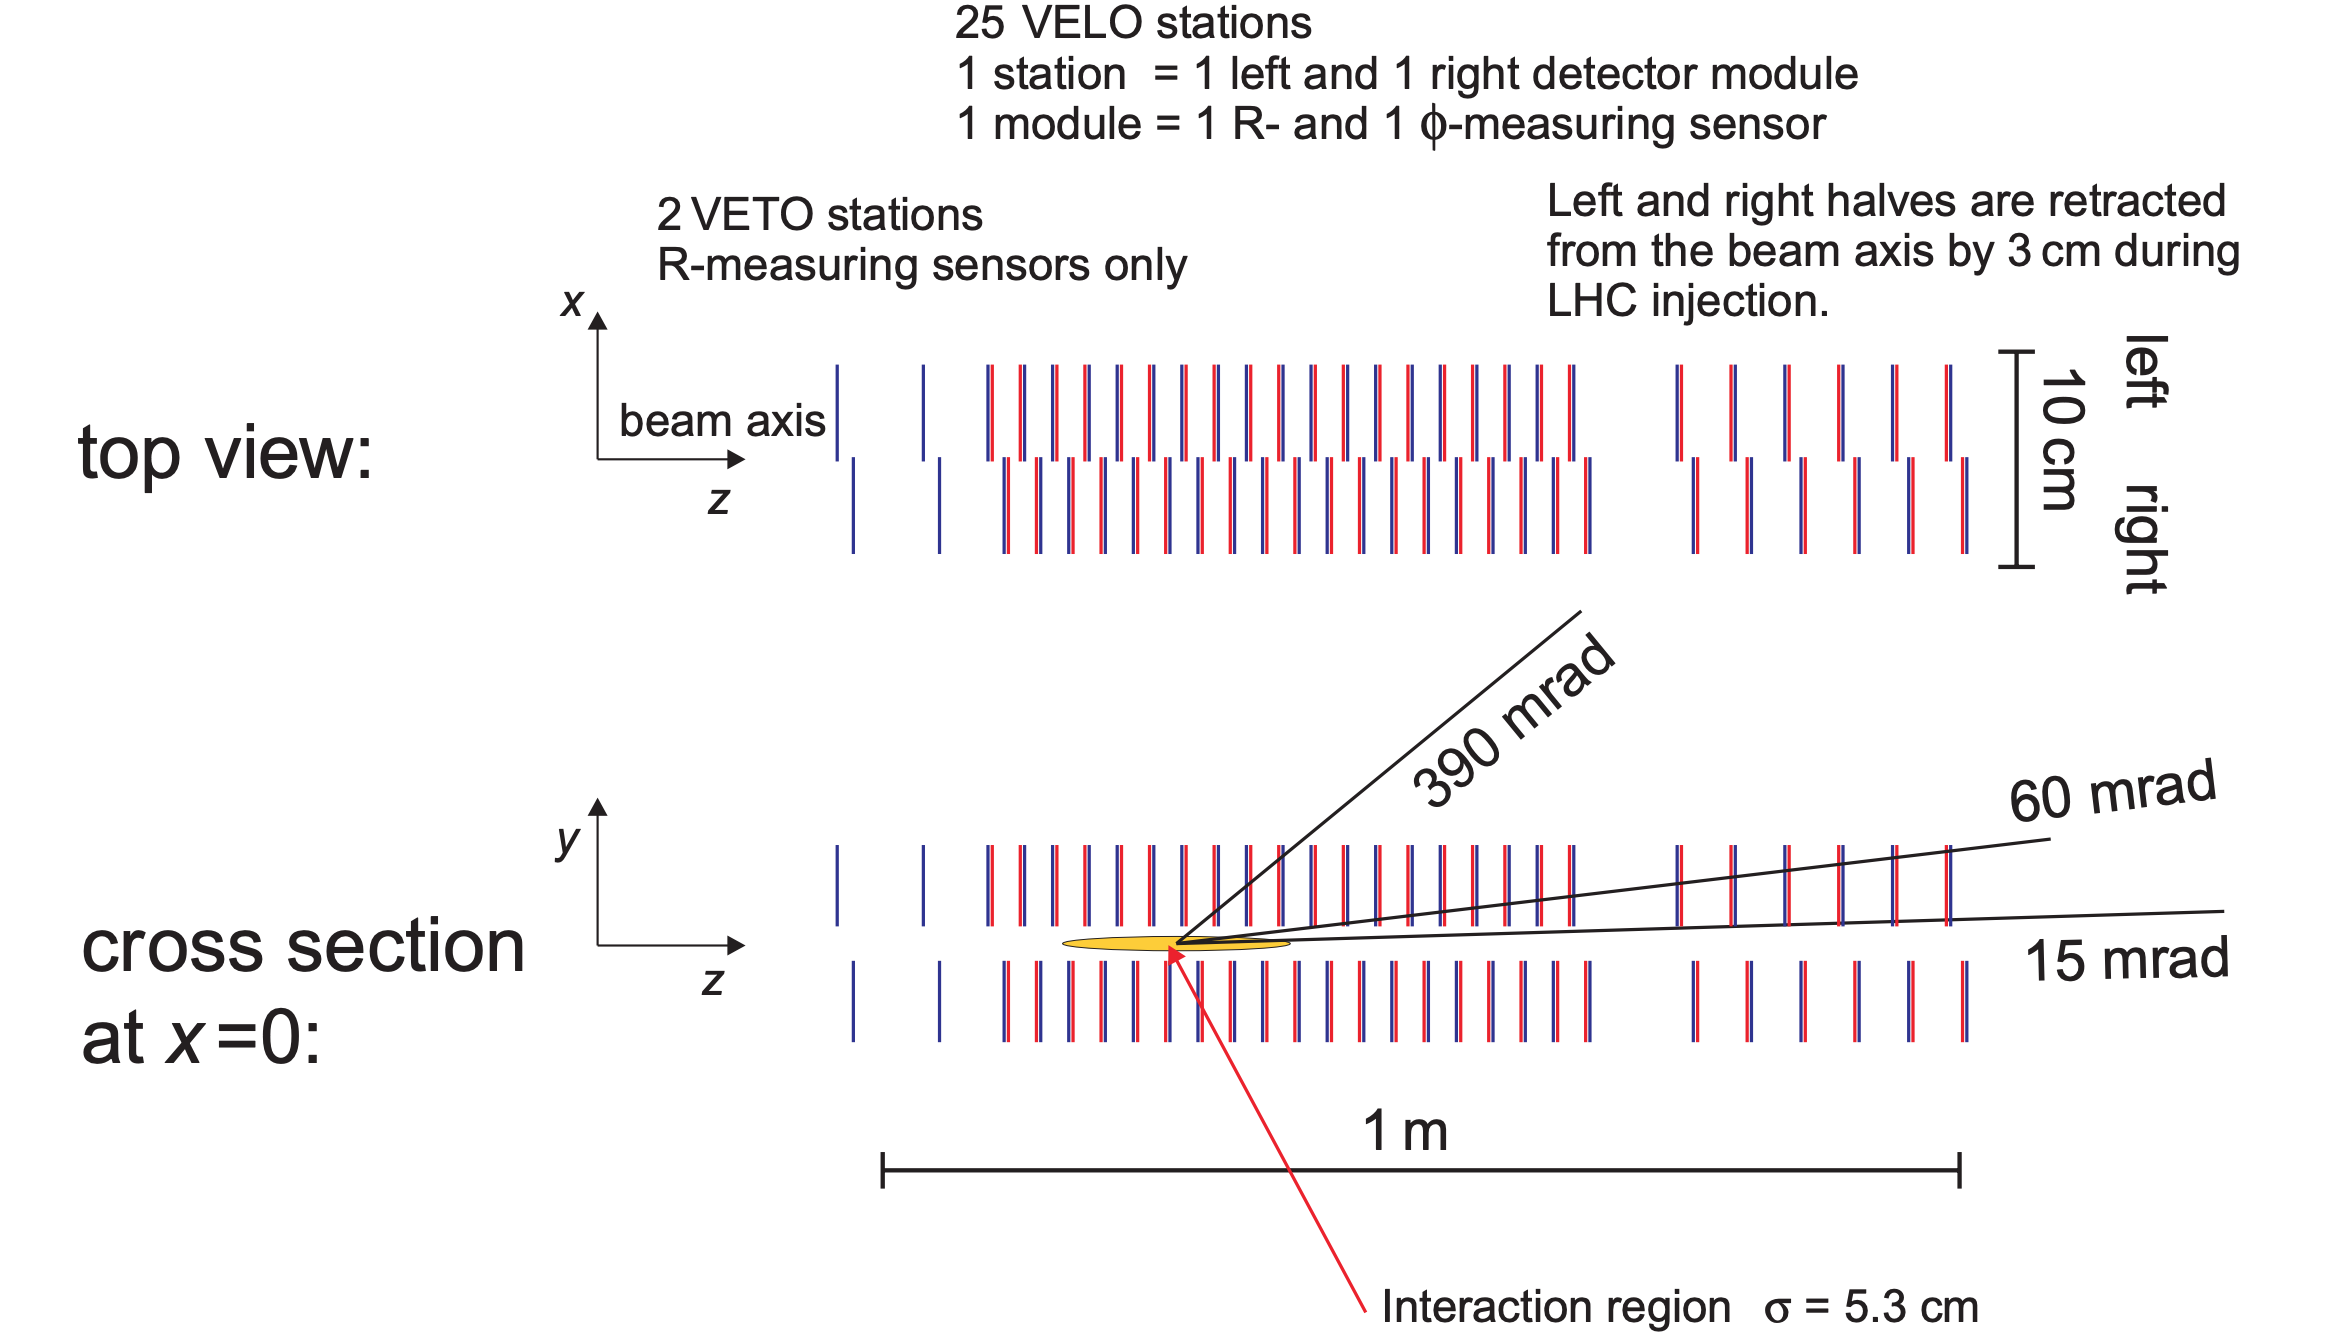 25 VELO stations
1 station = 1 left and 1 right detector module
1 module = 1 R- and 1 ϕ-measuring sensor
2 VETO stations
R-measuring sensors only
Left and right halves are retracted
from the beam axis by 3 cm during
LHC injection.
x
beam axis
z
top view:
left
right
10 cm
390 mrad
60 mrad
15 mrad
y
z
cross section
at x=0:
1 m
Interaction region σ = 5.3 cm